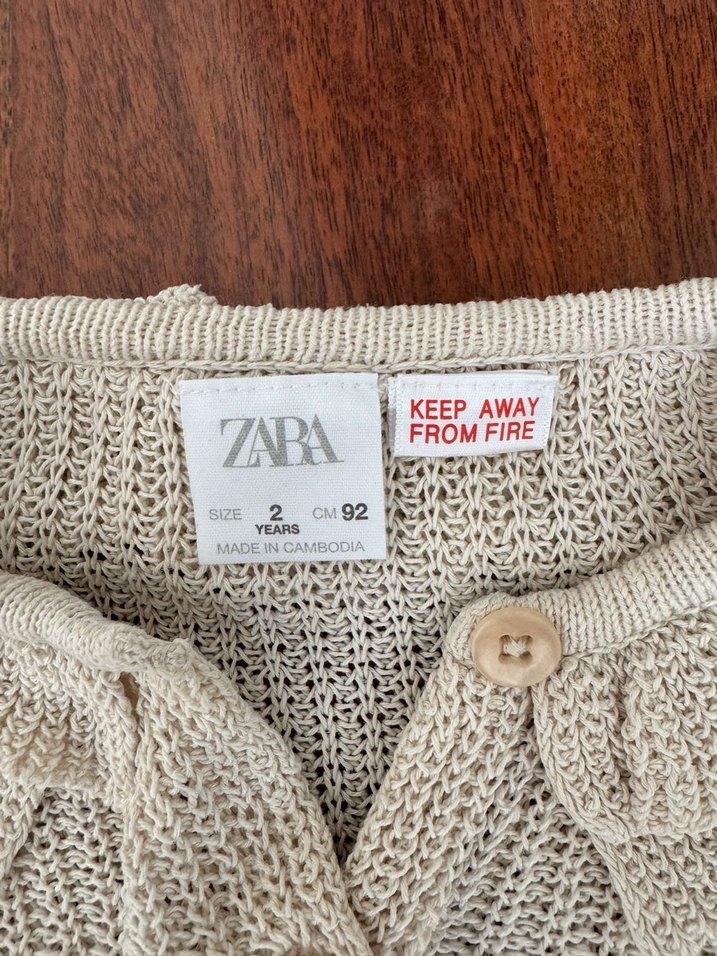 ZARA
SIZE 2 YEARS CM 92
MADE IN CAMBODIA
KEEP AWAY
FROM FIRE